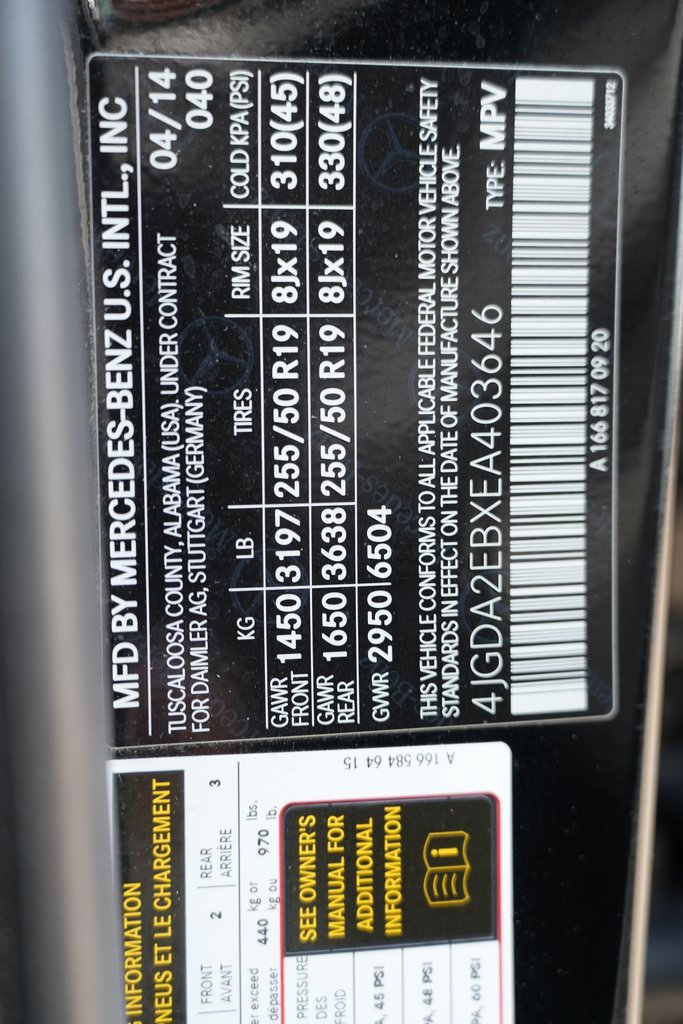 MFD BY MERCEDES-BENZ U.S. INTL., INC
TUSCALOOSA COUNTY, ALABAMA (USA), UNDER CONTRACT 04/14
FOR DAIMLER AG, STUTTGART (GERMANY) 040
KG LB TIRES RIM SIZE COLD KPA(PSI)
GAWR FRONT 1450 3197 255/50 R19 8Jx19 310(45)
GAWR REAR 1650 3638 255/50 R19 8Jx19 330(48)
GVWR 2950 6504
THIS VEHICLE CONFORMS TO ALL APPLICABLE FEDERAL MOTOR VEHICLE SAFETY
STANDARDS IN EFFECT ON THE DATE OF MANUFACTURE SHOWN ABOVE.
4JGDA2EBXEA403646 TYPE: MPV
A 166 817 09 20
INFORMATION
PNEUS ET LE CHARGEMENT
FRONT 2 REAR 3
AVANT ARRIÈRE
exceed 440 kg or 970 lbs.
dépasser kg ou lb.
PRESSURE
DES
FROID
45 PSI
48 PSI
60 PSI
SEE OWNER'S
MANUAL FOR
ADDITIONAL
INFORMATION
A 166 584 64 15